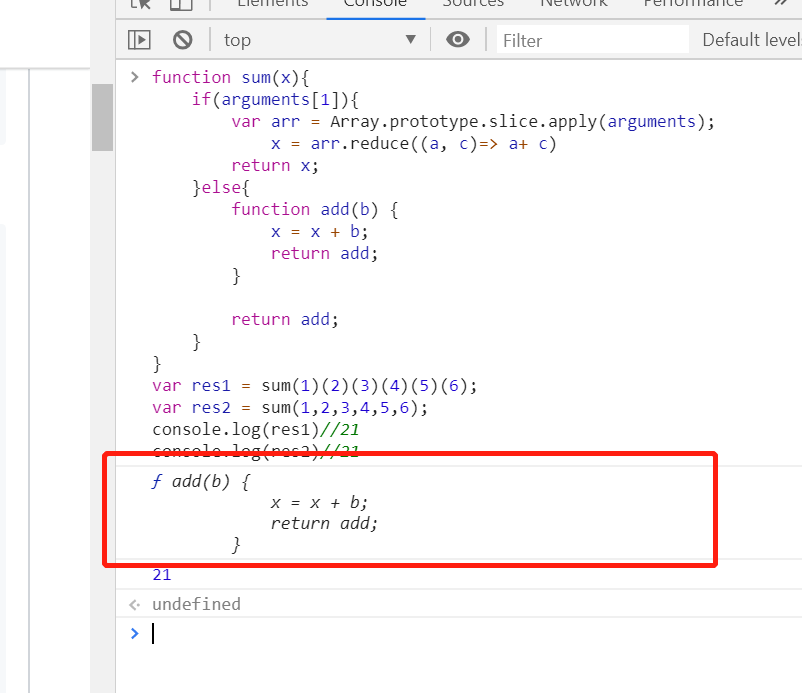 Elements Console Sources Network Performance »
top ▼ Filter Default levels
> function sum(x){
if(arguments[1]){
var arr = Array.prototype.slice.apply(arguments);
x = arr.reduce((a, c)=> a+ c)
return x;
}else{
function add(b) {
x = x + b;
return add;
}
return add;
}
}
var res1 = sum(1)(2)(3)(4)(5)(6);
var res2 = sum(1,2,3,4,5,6);
console.log(res1)//21
console.log(res2)//21
ƒ add(b) {
x = x + b;
return add;
}
21
undefined
>